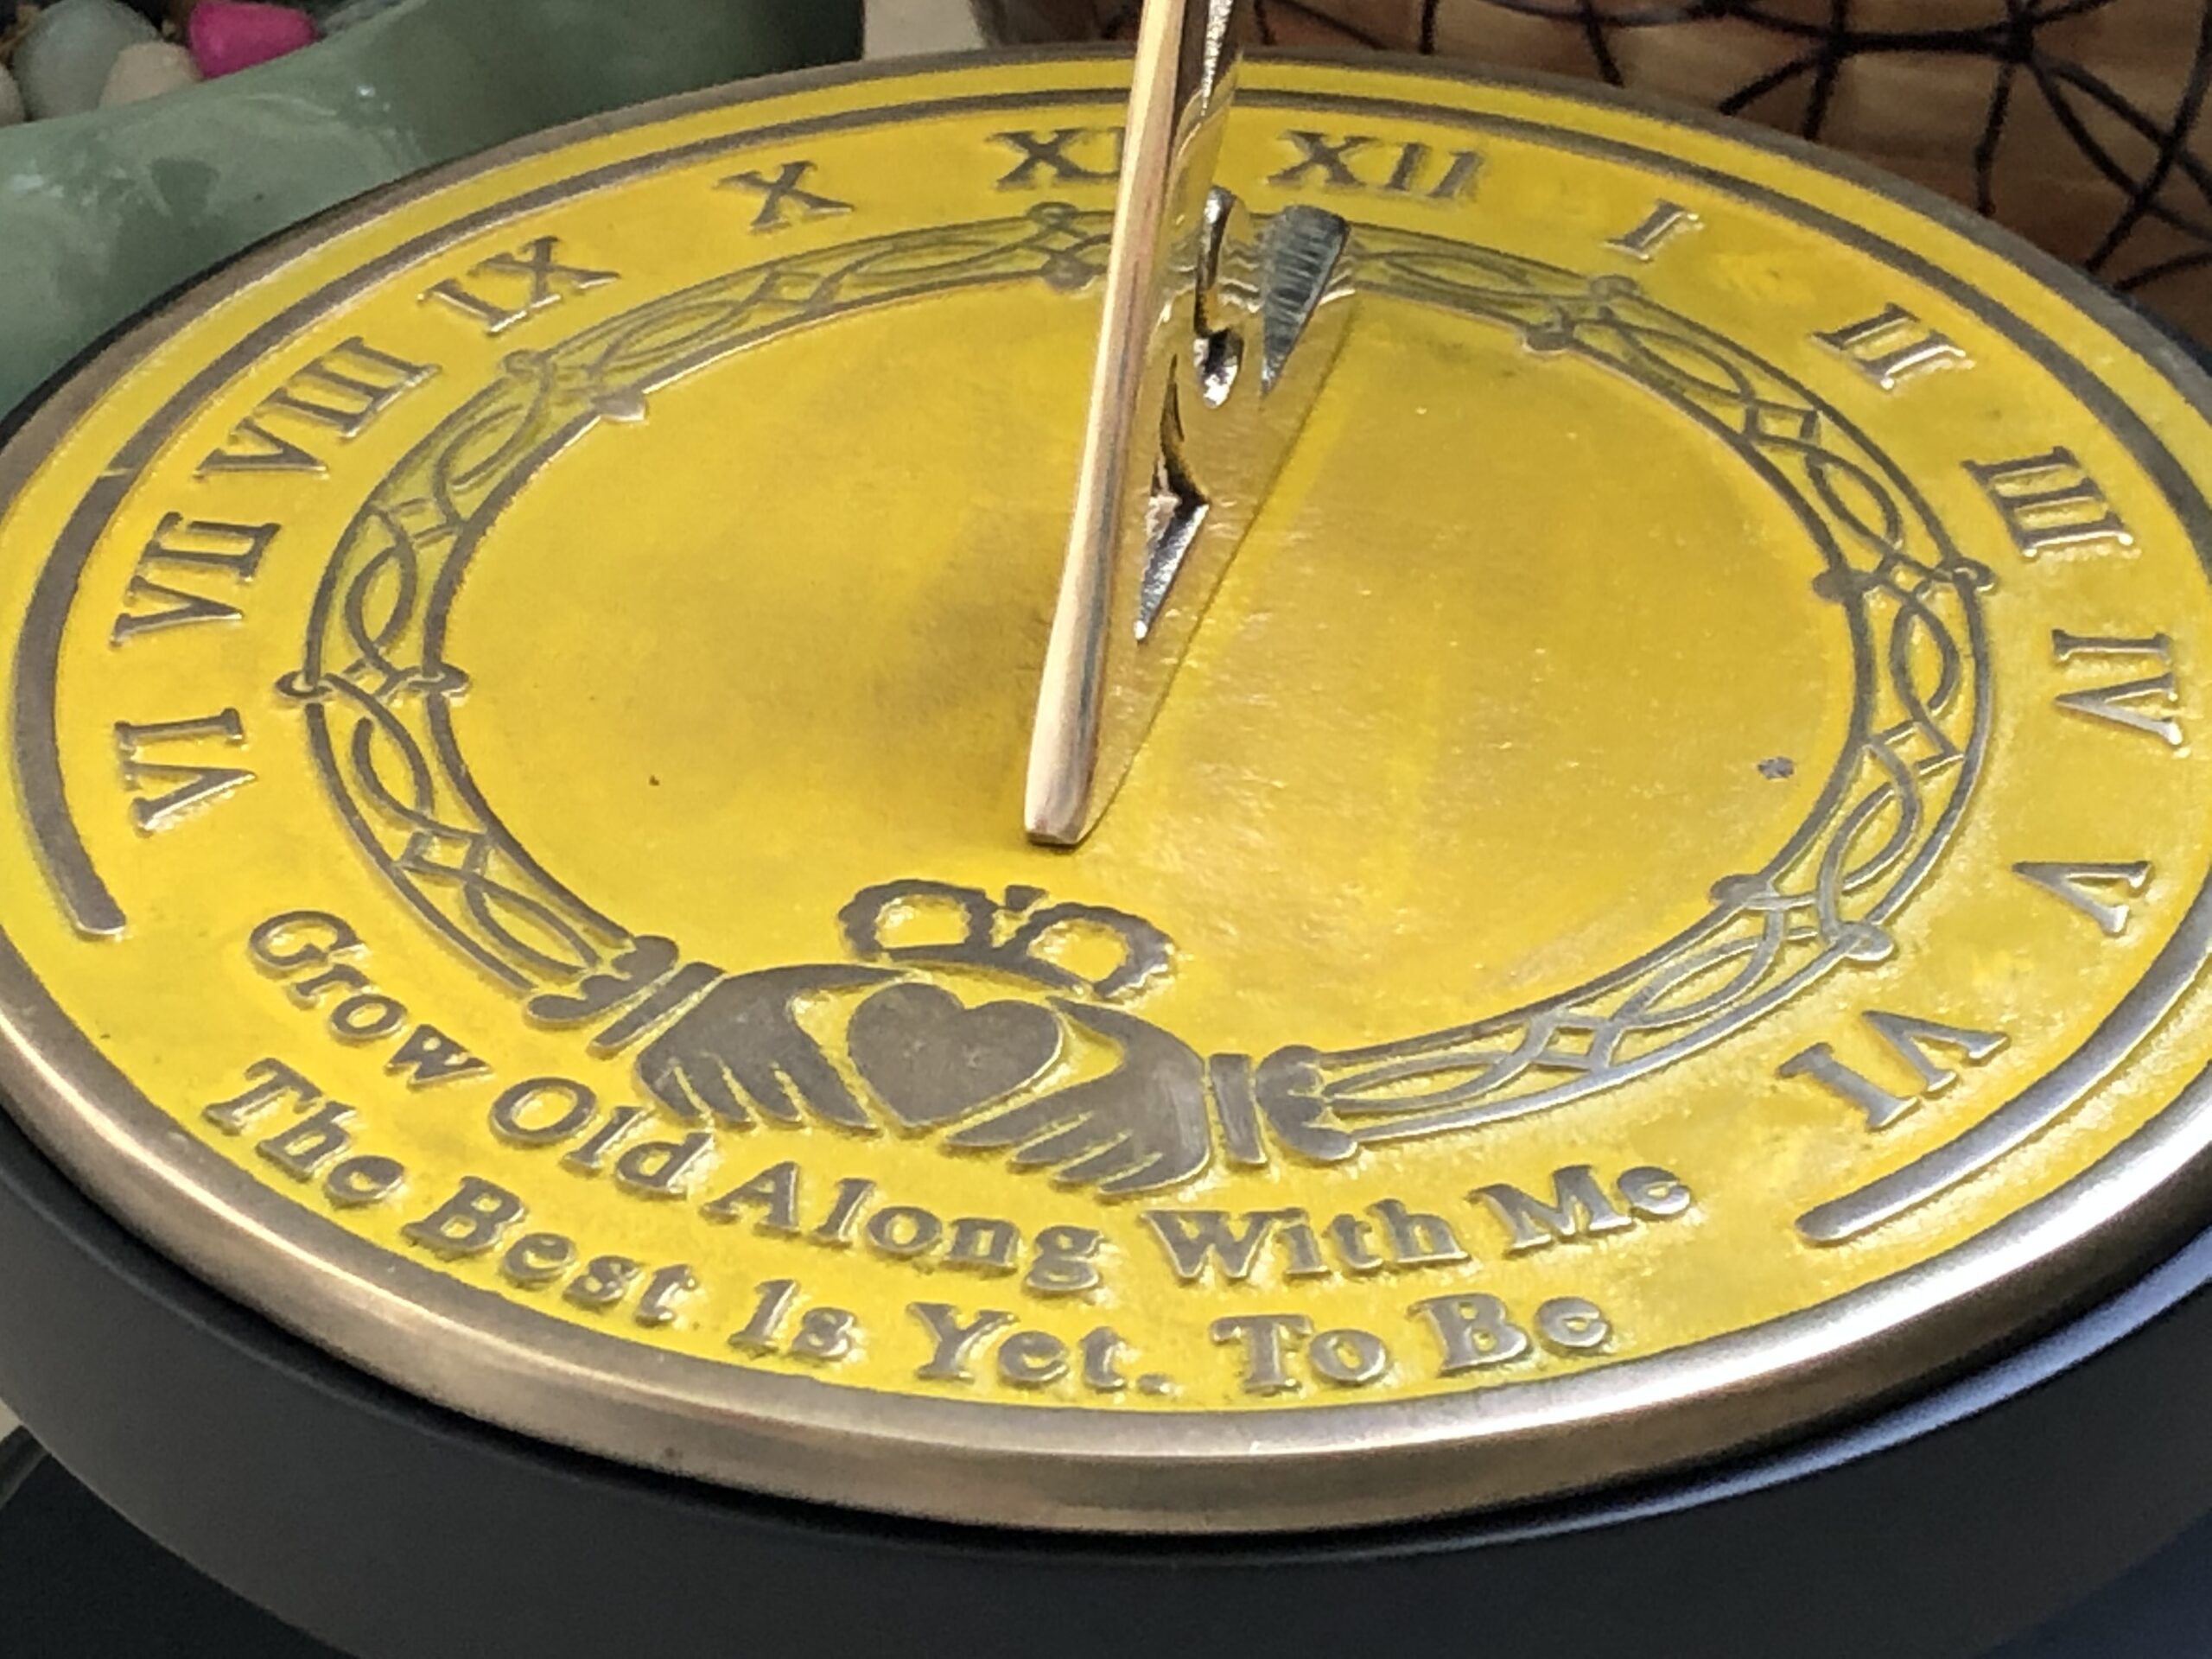 VI VII VIII IX X XI XII I II III IV V VI
Grow Old Along With Me
The Best Is Yet. To Be